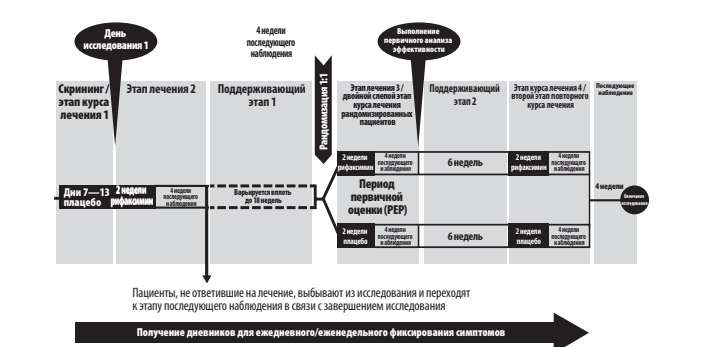 День
исследования 1
4 недели
последующего
наблюдения
Рандомизация 1:1
Выполнение
первичного анализа
эффективности
Скрининг /
этап курса
лечения 1
Этап лечения 2
Поддерживающий
этап 1
Этап лечения 3 /
двойной слепой этап
курса лечения
рандомизированных
пациентов
Поддерживающий
этап 2
Этап курса лечения 4 /
второй этап повторного
курса лечения
Последующее
наблюдение
2 недели
рифаксимин
4 недели
последующего
наблюдения
6 недель
2 недели
рифаксимин
4 недели
последующего
наблюдения
Дни 7—13
плацебо
2 недели
рифаксимин
4 недели
последующего
наблюдения
Варьируется вплоть
до 18 недель
Период
первичной
оценки (PEP)
4 недели
Окончание
исследования
2 недели
плацебо
4 недели
последующего
наблюдения
6 недель
2 недели
плацебо
4 недели
последующего
наблюдения
Пациенты, не ответившие на лечение, выбывают из исследования и переходят
к этапу последующего наблюдения в связи с завершением исследования
Получение дневников для ежедневного/еженедельного фиксирования симптомов